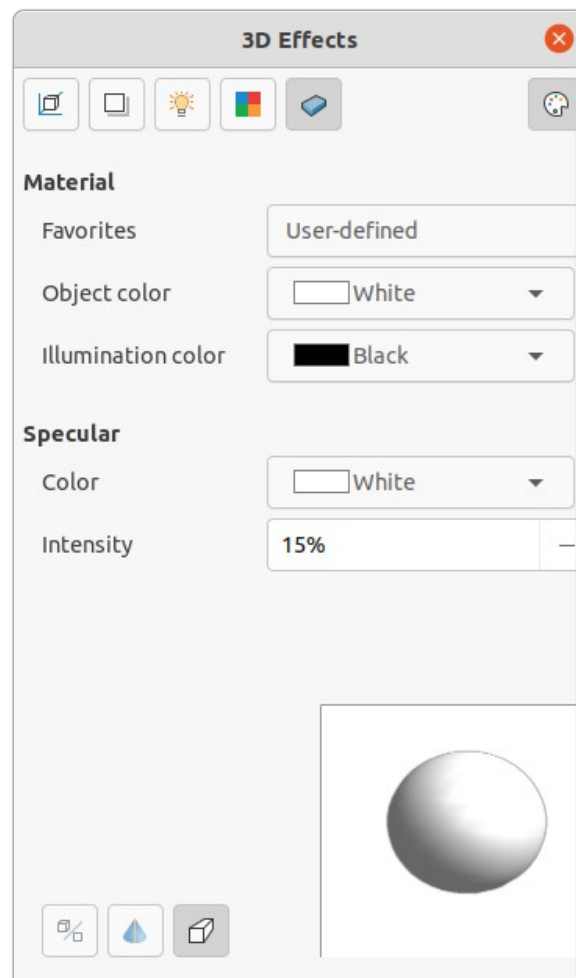 3D Effects
Material
Favorites User-defined
Object color White
Illumination color Black
Specular
Color White
Intensity 15%